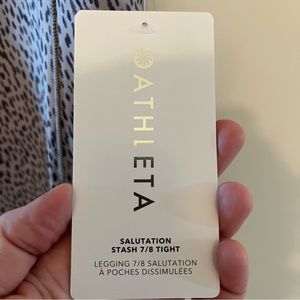 ATHLETA
SALUTATION
STASH 7/8 TIGHT
LEGGING 7/8 SALUTATION
À POCHES DISSIMULÉES